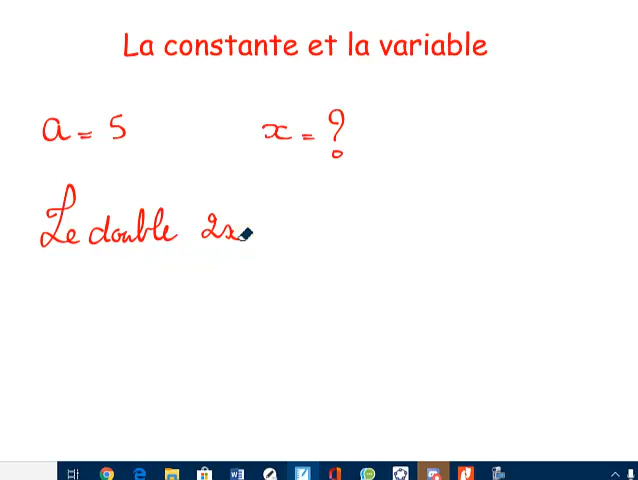 La constante et la variable
a = 5 x = ?
Le double 2x